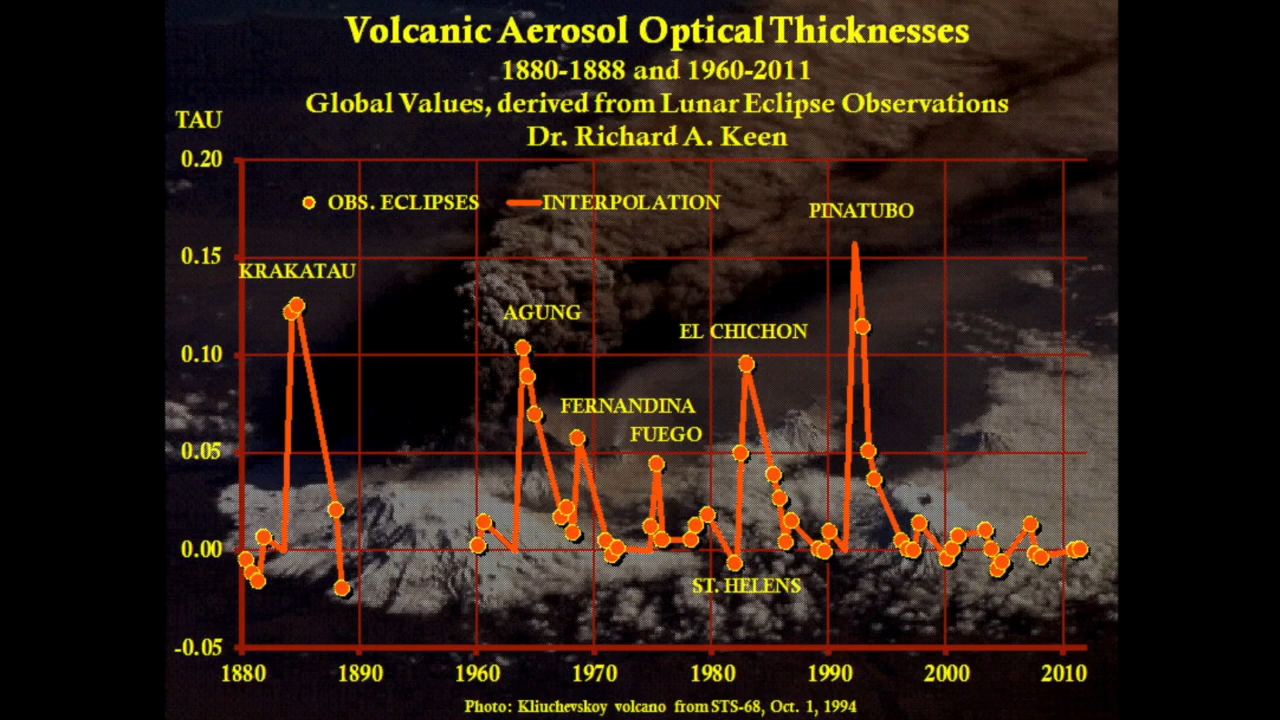 Volcanic Aerosol Optical Thicknesses
1880-1888 and 1960-2011
Global Values, derived from Lunar Eclipse Observations
Dr. Richard A. Keen
TAU
0.20
OBS. ECLIPSES INTERPOLATION
PINATUBO
0.15
KRAKATAU
AGUNG
EL CHICHON
0.10
FERNANDINA
FUEGO
0.05
0.00
ST. HELENS
-0.05
1880 1890 1960 1970 1980 1990 2000 2010
Photo: Kliuchevskoy volcano from STS-68, Oct. 1, 1994